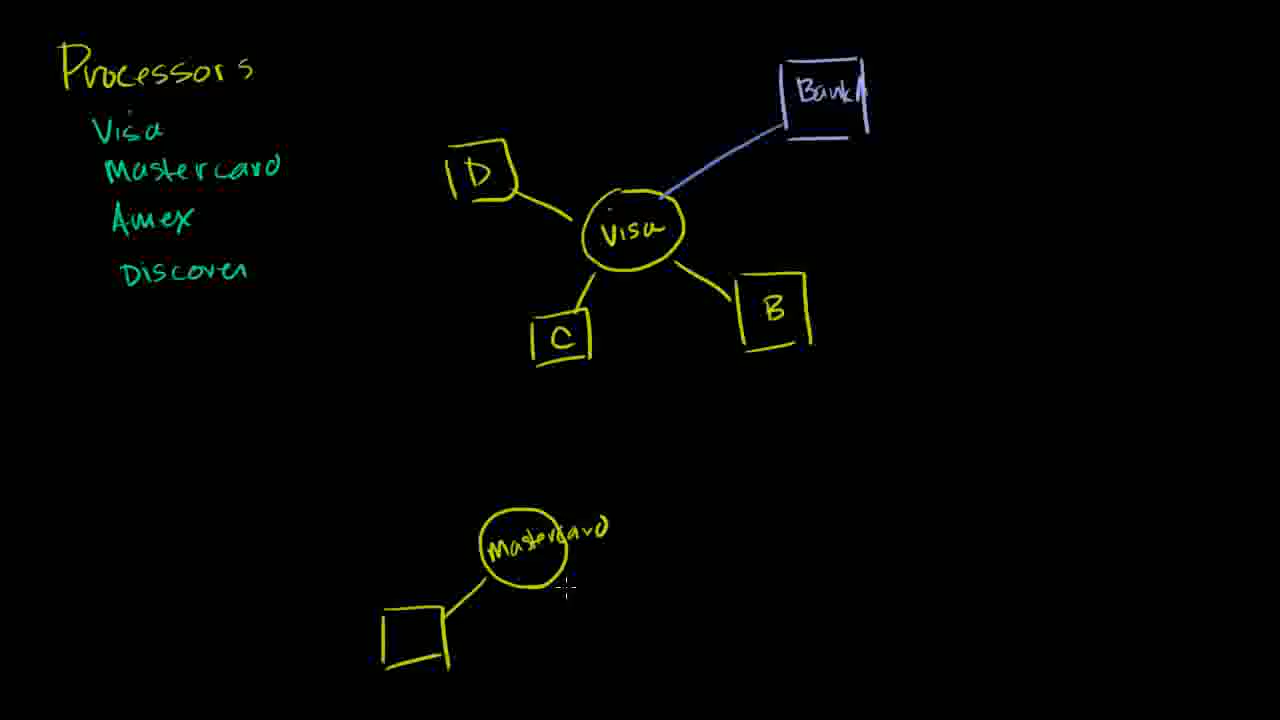 Processors
Visa
Mastercard
Amex
Discover
Bank A
D
Visa
B
C
Mastercard